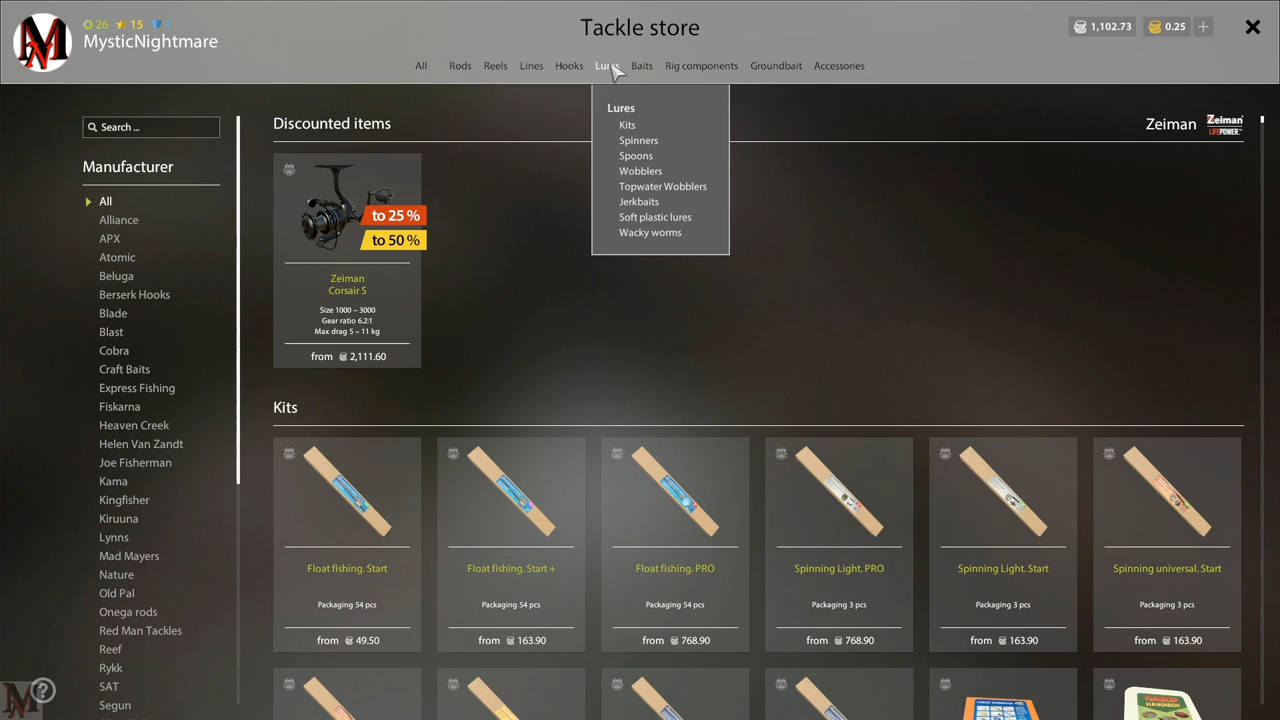 26 15 1
MysticNightmare
Tackle store
1,102.73 0.25
All Rods Reels Lines Hooks Lures Baits Rig components Groundbait Accessories
Lures
Kits
Spinners
Spoons
Wobblers
Topwater Wobblers
Jerkbaits
Soft plastic lures
Wacky worms
Search ...
Manufacturer
All
Alliance
APX
Atomic
Beluga
Berserk Hooks
Blade
Blast
Cobra
Craft Baits
Express Fishing
Fiskarna
Heaven Creek
Helen Van Zandt
Joe Fisherman
Kama
Kingfisher
Kiruuna
Lynns
Mad Mayers
Nature
Old Pal
Onega rods
Red Man Tackles
Reef
Rykk
SAT
Segun
Discounted items
Zeiman Zeiman LIFEPOWER
to 25 %
to 50 %
Zeiman
Corsair S
Size 1000 – 3000
Gear ratio 6.2:1
Max drag 5 – 11 kg
from 2,111.60
Kits
Float fishing. Start
Packaging 54 pcs
from 49.50
Float fishing. Start +
Packaging 54 pcs
from 163.90
Float fishing. PRO
Packaging 54 pcs
from 768.90
Spinning Light. PRO
Packaging 3 pcs
from 768.90
Spinning Light. Start
Packaging 3 pcs
from 163.90
Spinning universal. Start
Packaging 3 pcs
from 163.90